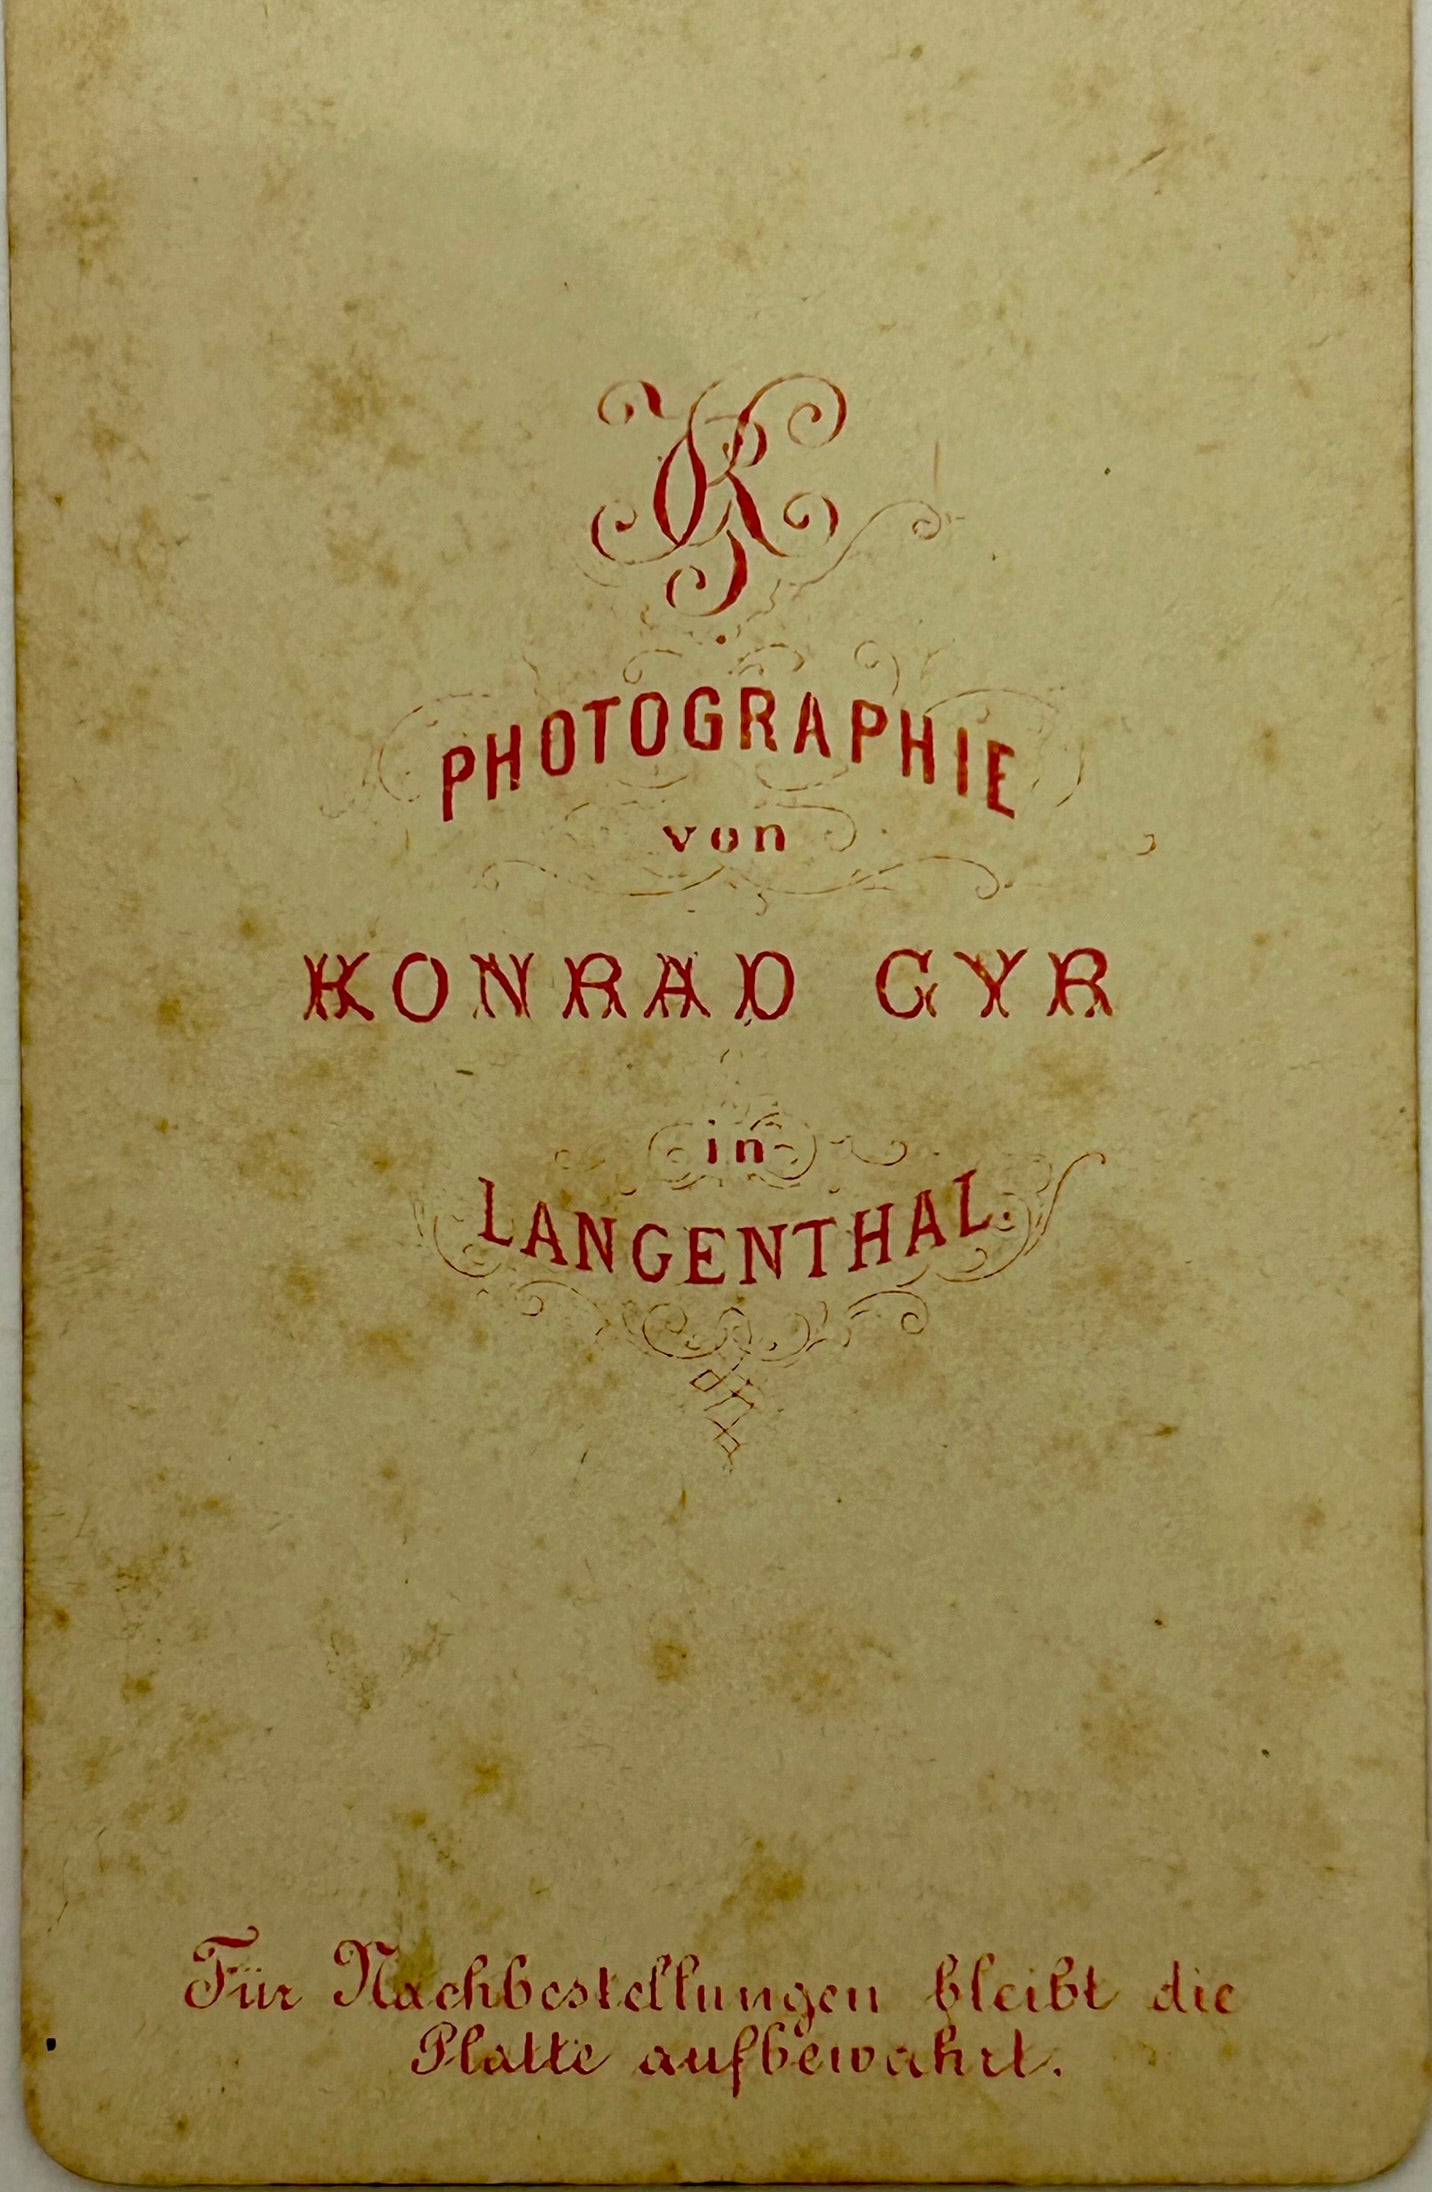 PHOTOGRAPHIE
von
KONRAD GYR
in
LANGENTHAL.
Für Nachbestellungen bleibt die
Platte aufbewahrt.